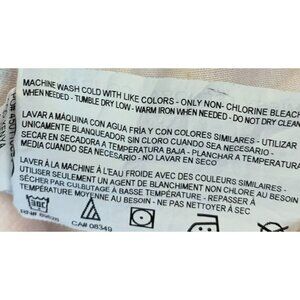 MACHINE WASH COLD WITH LIKE COLORS - ONLY NON- CHLORINE BLEACH
WHEN NEEDED - TUMBLE DRY LOW - WARM IRON WHEN NEEDED - DO NOT DRY CLEAN
LAVAR A MÁQUINA CON AGUA FRÍA Y CON COLORES SIMILARES - UTILIZAR
UNICAMENTE BLANQUEADOR SIN CLORO CUANDO SEA NECESARIO -
SECAR EN SECADORA A TEMPERATURA BAJA - PLANCHAR A TEMPERATURA
MEDIA CUANDO SEA NECESARIO - NO LAVAR EN SECO
LAVER À LA MACHINE À L'EAU FROIDE AVEC DES COULEURS SIMILAIRES -
UTILISER SEULEMENT UN AGENT DE BLANCHIMENT NON CHLORÉ AU BESOIN
SÉCHER PAR CULBUTAGE À BASSE TEMPÉRATURE - REPASSER À
TEMPÉRATURE MOYENNE AU BESOIN - NE PAS NETTOYER À SEC
CA# 08349